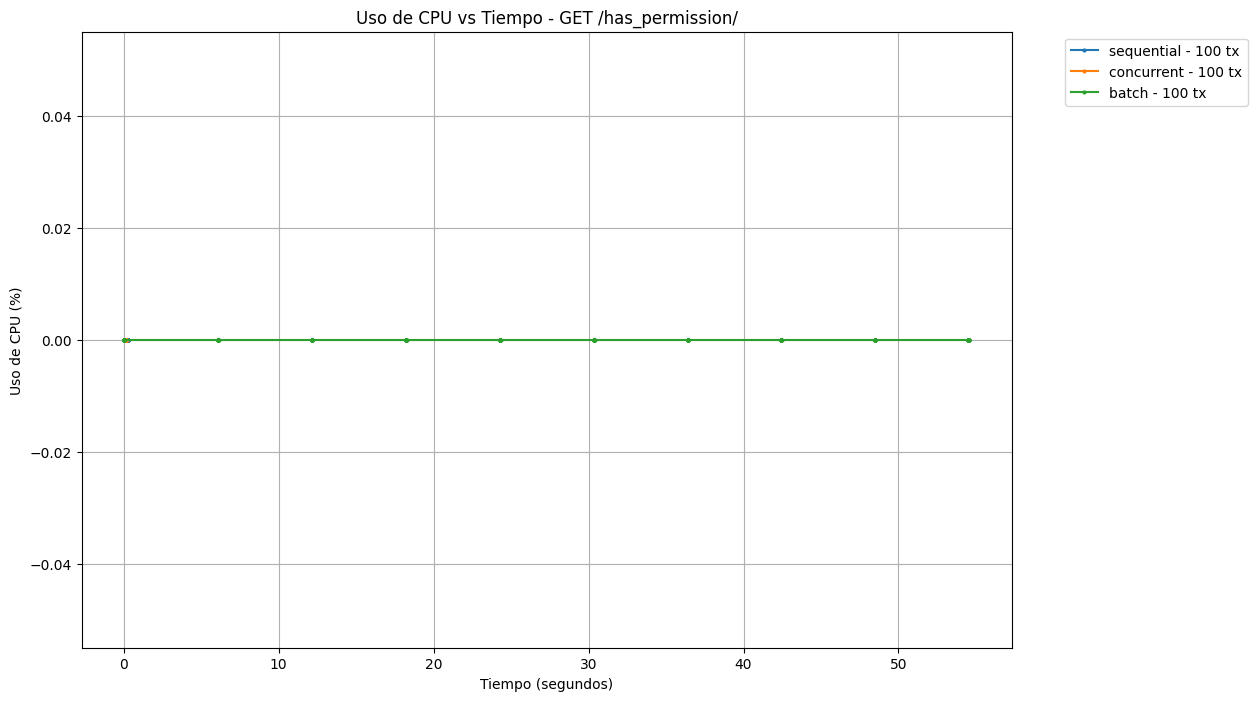 Uso de CPU vs Tiempo - GET /has_permission/
sequential - 100 tx
concurrent - 100 tx
batch - 100 tx
Uso de CPU (%)
0.04
0.02
0.00
−0.02
−0.04
0 10 20 30 40 50
Tiempo (segundos)